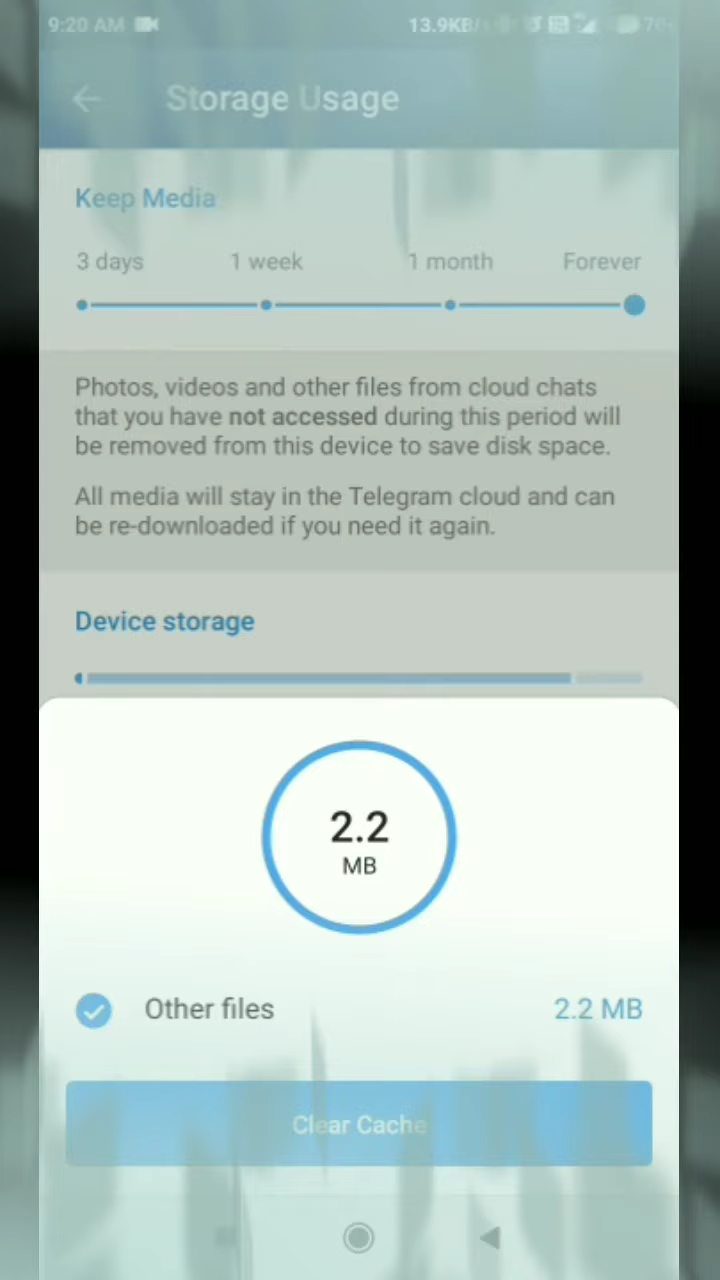 9:20 AM
13.9KB/
Storage Usage
Keep Media
3 days 1 week 1 month Forever
Photos, videos and other files from cloud chats
that you have not accessed during this period will
be removed from this device to save disk space.
All media will stay in the Telegram cloud and can
be re-downloaded if you need it again.
Device storage
2.2
MB
Other files 2.2 MB
Clear Cache